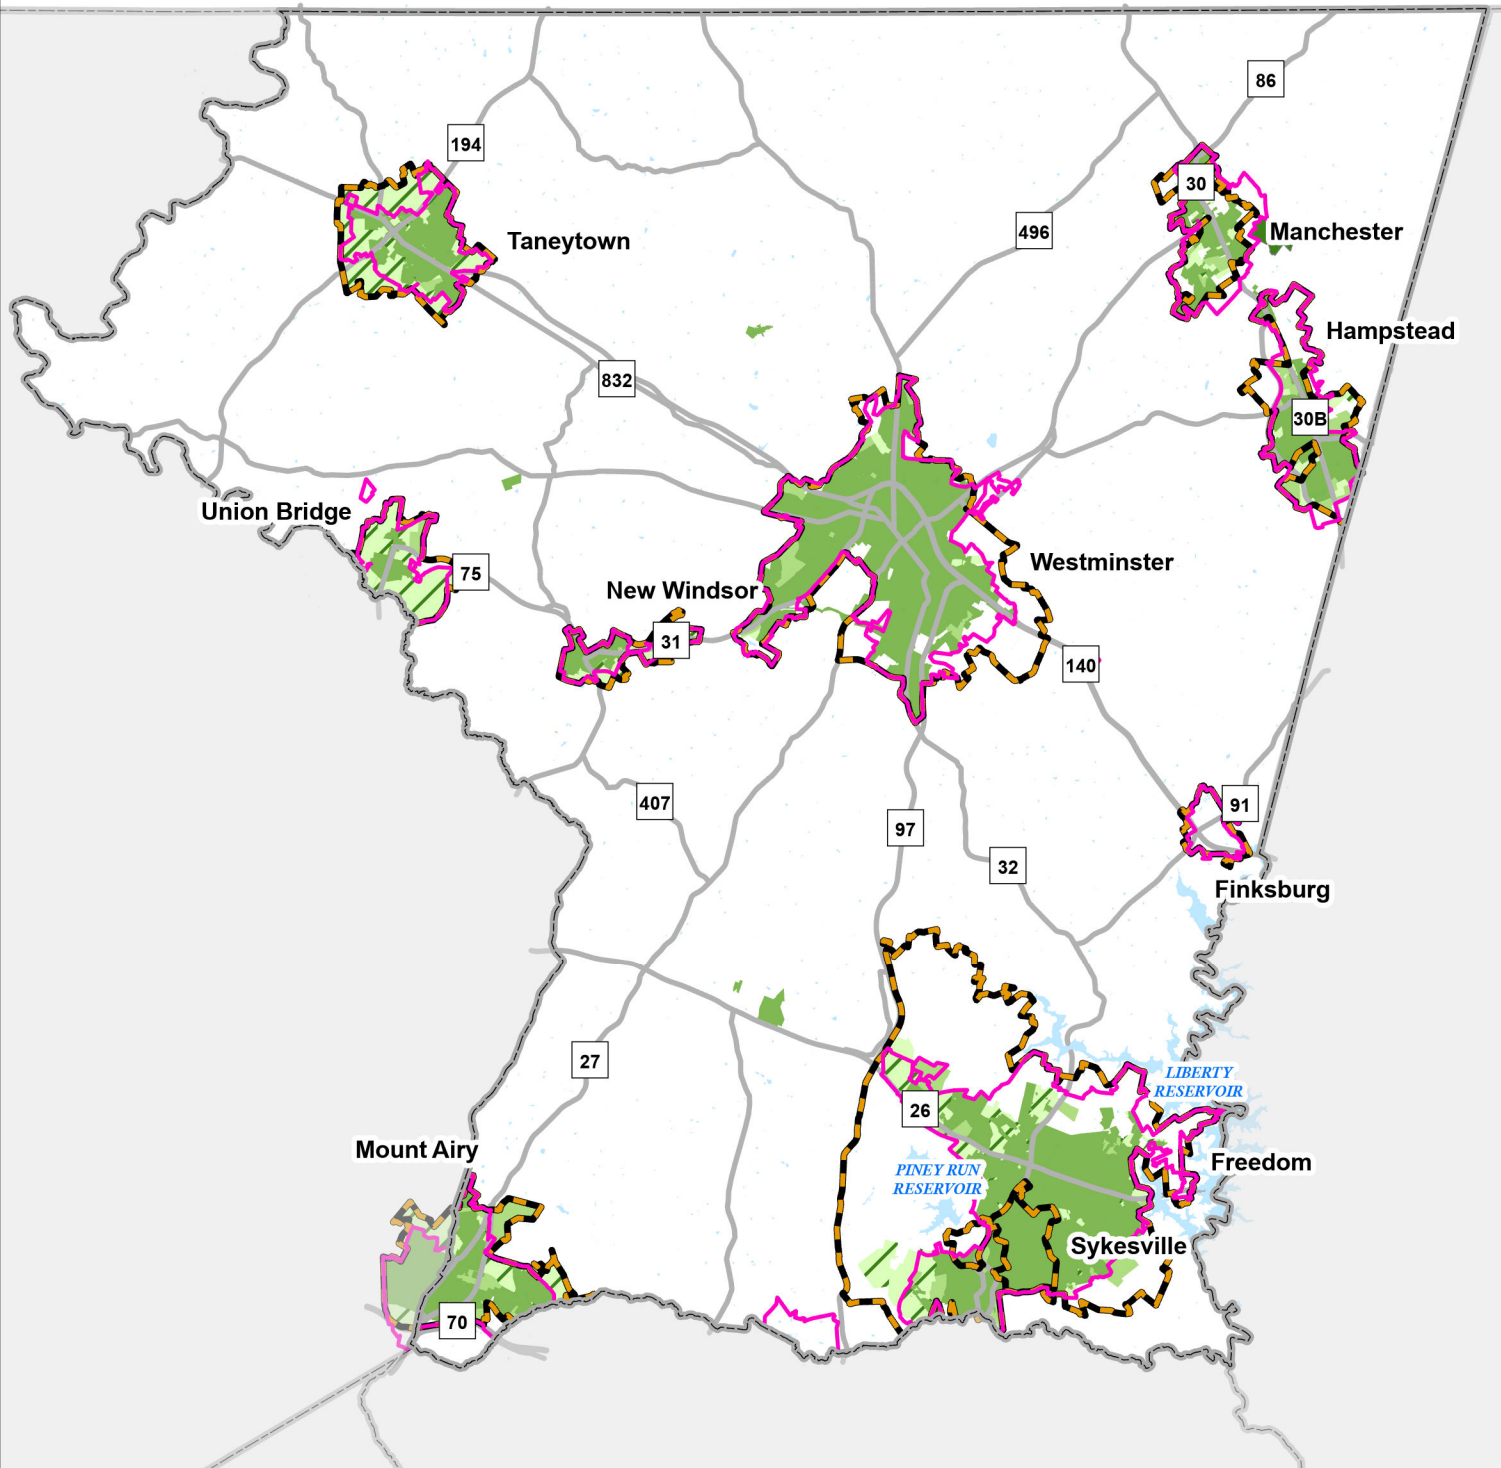 86
194
30
496
Manchester
Taneytown
Hampstead
832
30B
Union Bridge
75
Westminster
New Windsor
31
140
407
91
97
32
Finksburg
27
LIBERTY
RESERVOIR
26
Mount Airy
Freedom
PINEY RUN
RESERVOIR
Sykesville
70